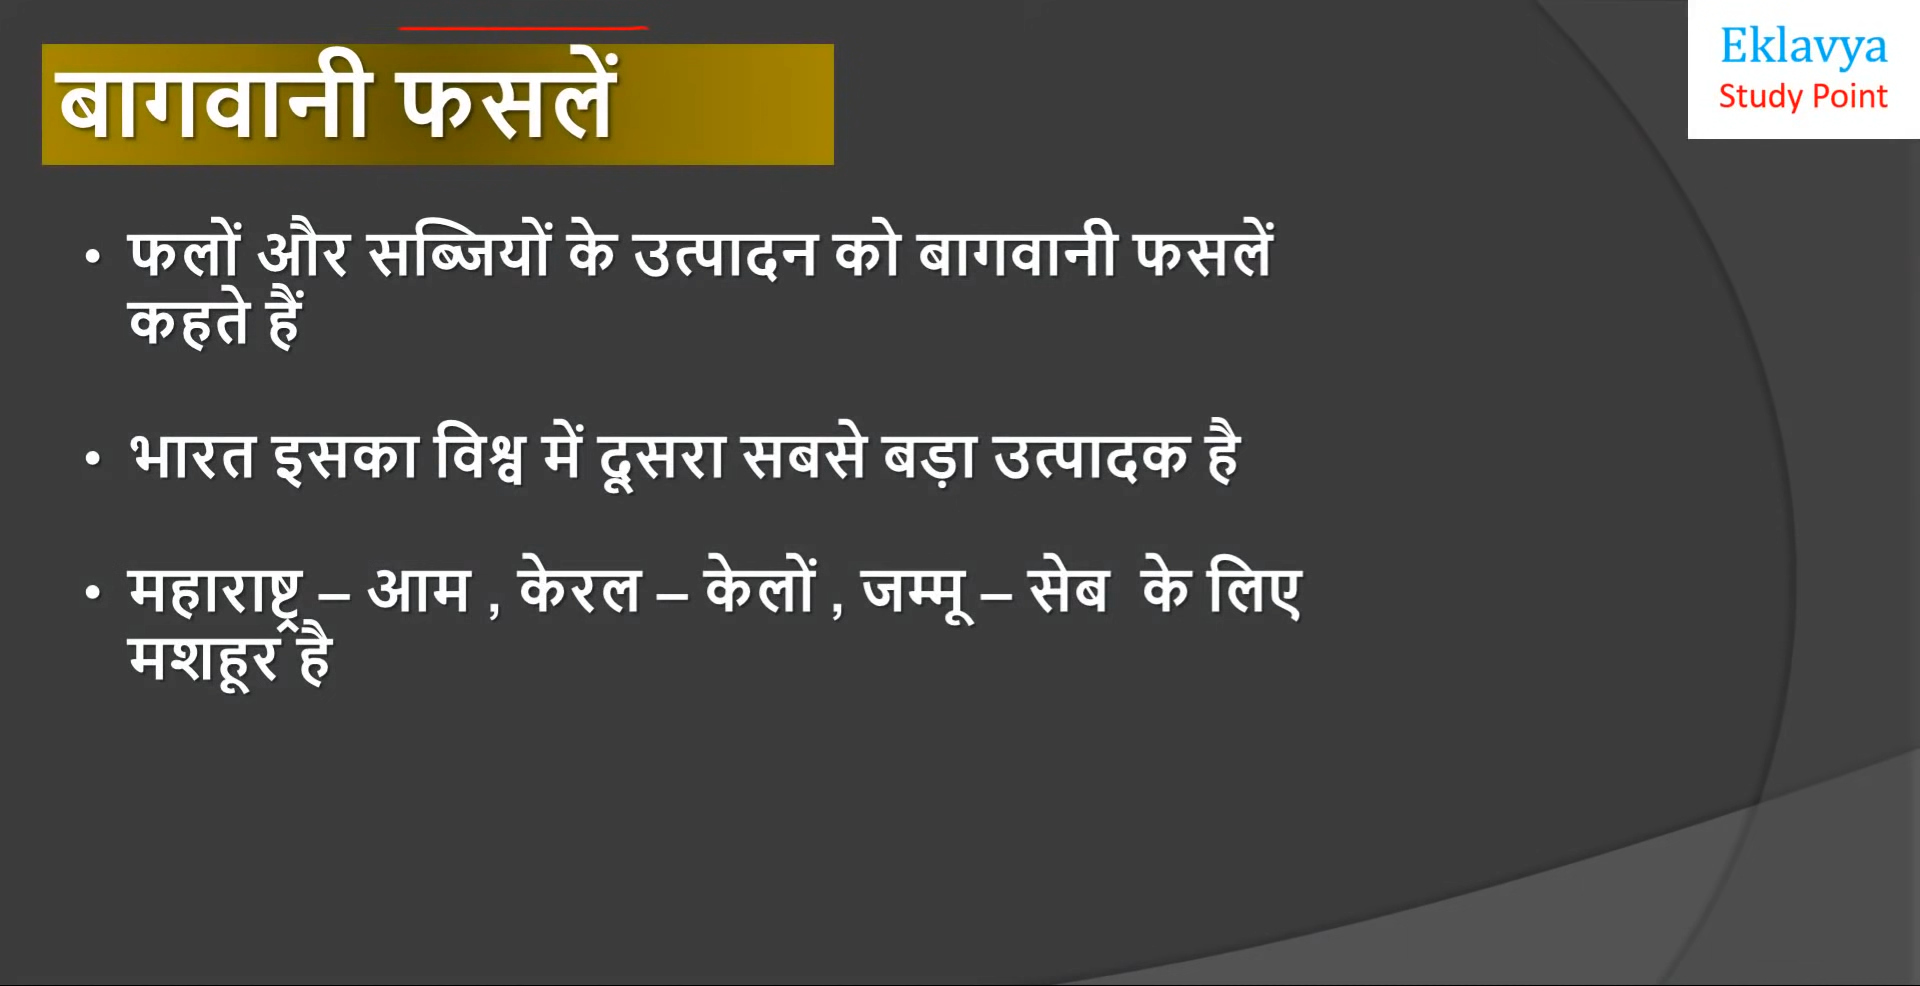 Eklavya
Study Point
बागवानी फसलें
• फलों और सब्जियों के उत्पादन को बागवानी फसलें
कहते हैं
• भारत इसका विश्व में दूसरा सबसे बड़ा उत्पादक है
• महाराष्ट्र – आम , केरल – केलों , जम्मू – सेब के लिए
मशहूर है